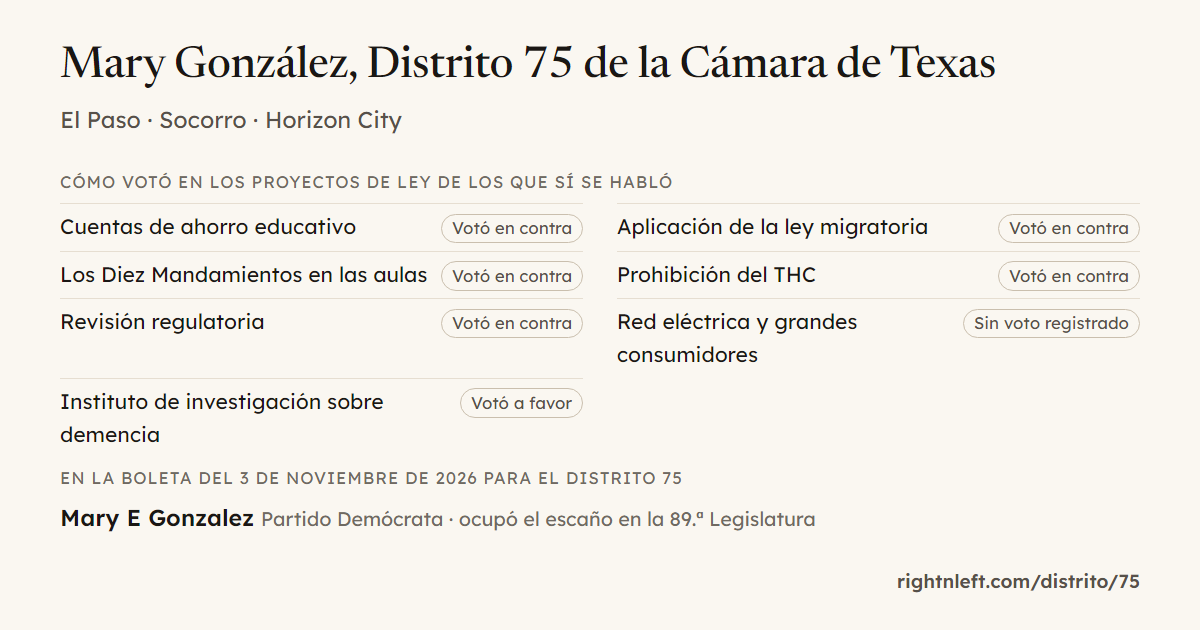 Mary González, Distrito 75 de la Cámara de Texas
El Paso · Socorro · Horizon City
CÓMO VOTÓ EN LOS PROYECTOS DE LEY DE LOS QUE SÍ SE HABLÓ
Cuentas de ahorro educativo Votó en contra
Aplicación de la ley migratoria Votó en contra
Los Diez Mandamientos en las aulas Votó en contra
Prohibición del THC Votó en contra
Revisión regulatoria Votó en contra
Red eléctrica y grandes Sin voto registrado
consumidores
Instituto de investigación sobre Votó a favor
demencia
EN LA BOLETA DEL 3 DE NOVIEMBRE DE 2026 PARA EL DISTRITO 75
Mary E Gonzalez Partido Demócrata · ocupó el escaño en la 89.ª Legislatura
rightnleft.com/distrito/75